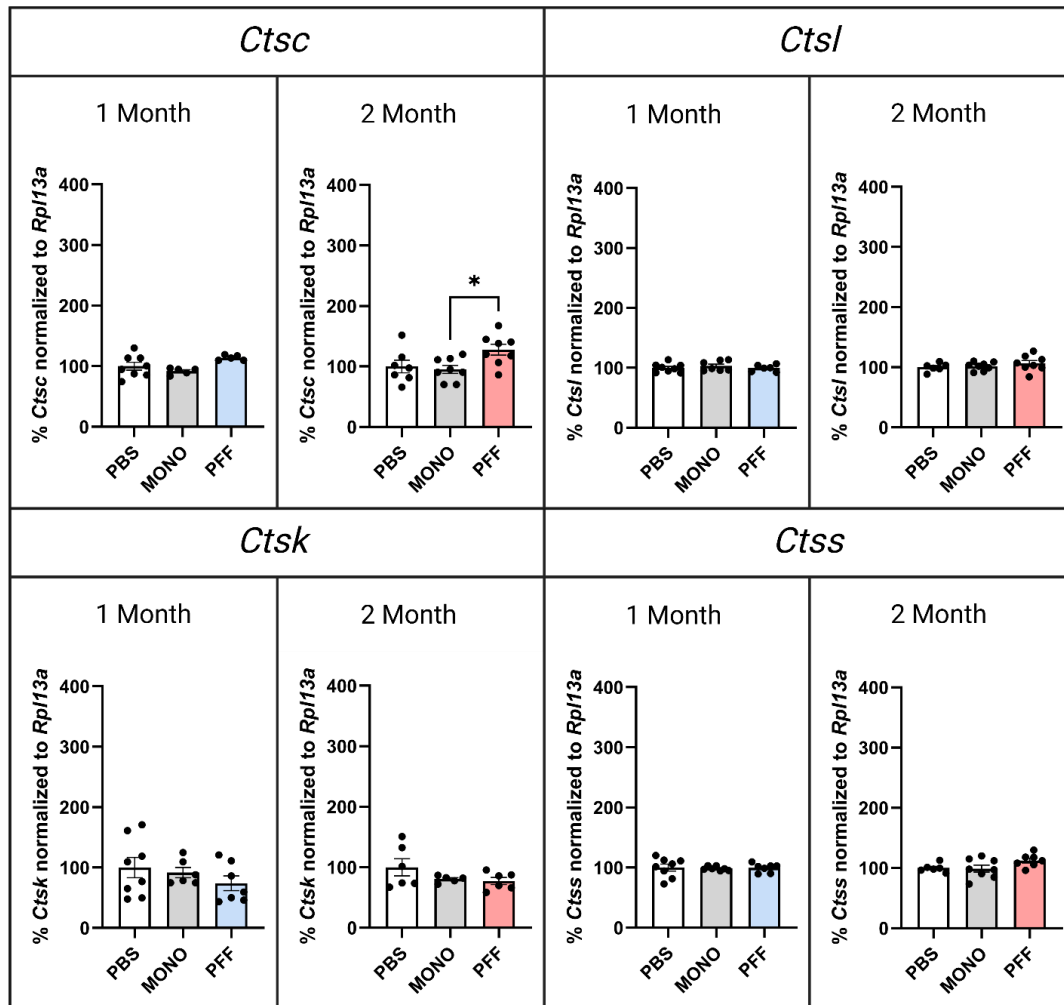 Ctsc
Ctsl
1 Month
2 Month
1 Month
2 Month
% Ctsc normalized to Rpl13a
400
300
200
100
0
PBS
MONO
PFF
% Ctsc normalized to Rpl13a
400
300
200
100
0
*
PBS
MONO
PFF
% Ctsl normalized to Rpl13a
400
300
200
100
0
PBS
MONO
PFF
% Ctsl normalized to Rpl13a
400
300
200
100
0
PBS
MONO
PFF
Ctsk
Ctss
1 Month
2 Month
1 Month
2 Month
% Ctsk normalized to Rpl13a
400
300
200
100
0
PBS
MONO
PFF
% Ctsk normalized to Rpl13a
400
300
200
100
0
PBS
MONO
PFF
% Ctss normalized to Rpl13a
400
300
200
100
0
PBS
MONO
PFF
% Ctss normalized to Rpl13a
400
300
200
100
0
PBS
MONO
PFF